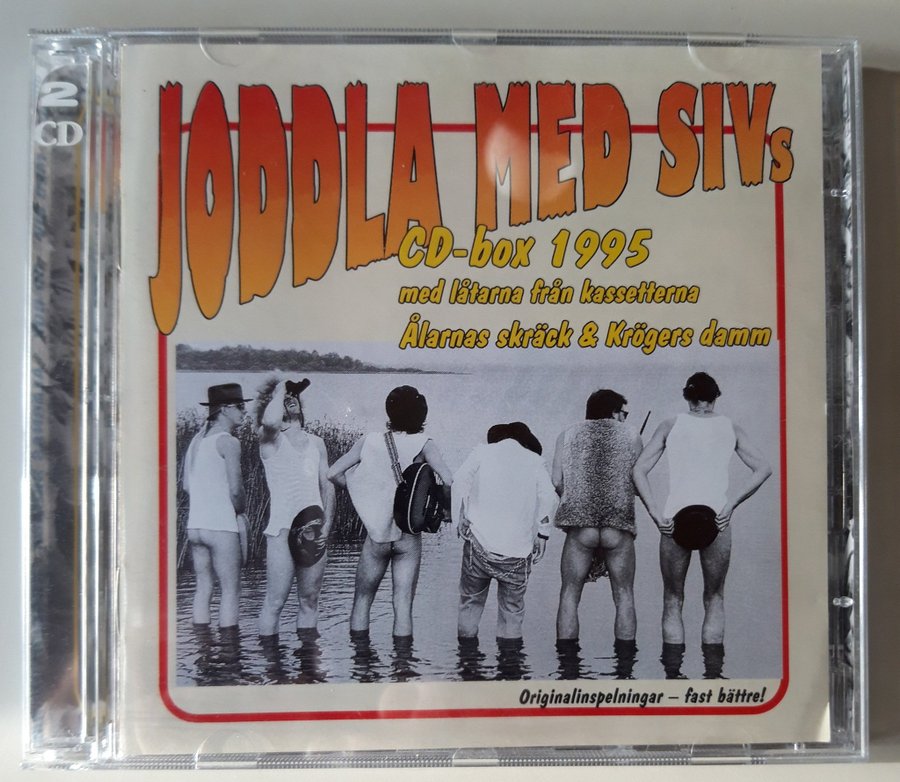 2
CD
JODDLA MED SIVs
CD-box 1995
med låtarna från kassetterna
Ålarnas skräck & Krögers damm
Originalinspelningar – fast bättre!